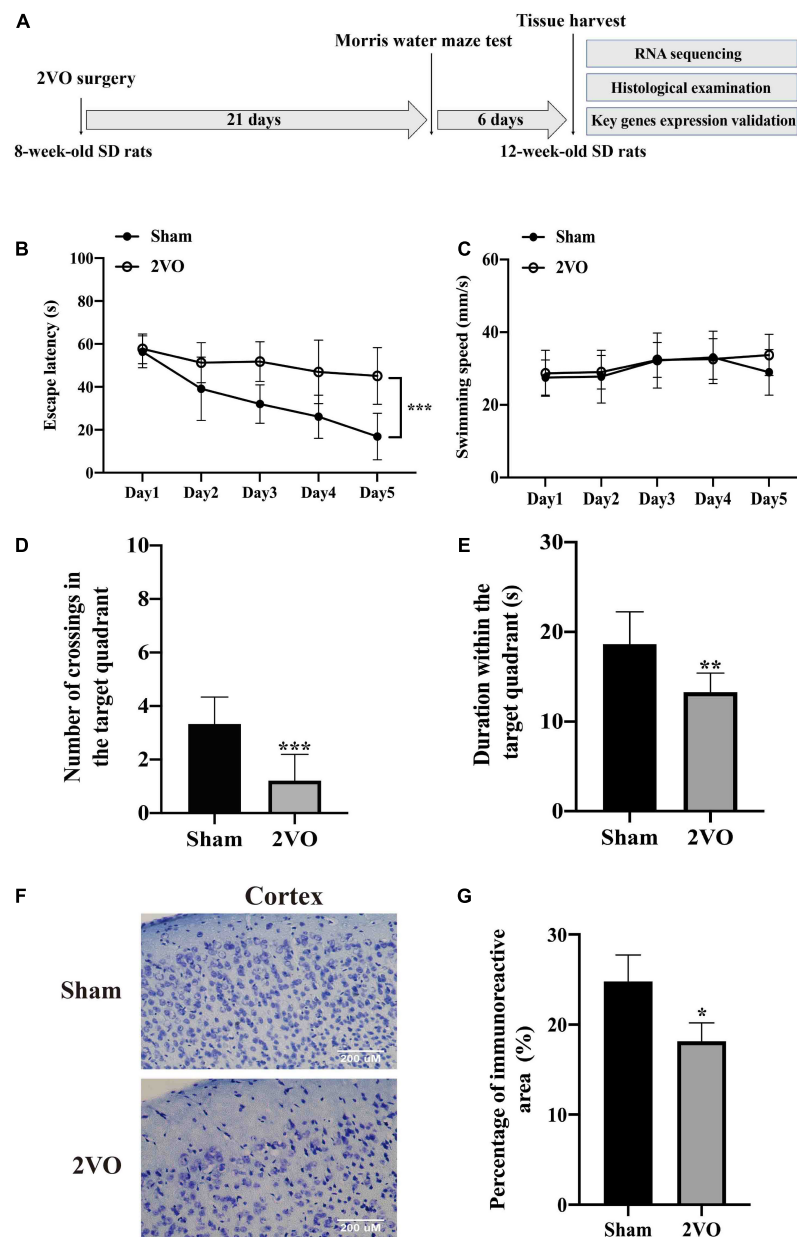 A
Tissue harvest
Morris water maze test
RNA sequencing
2VO surgery
Histological examination
21 days
6 days
Key genes expression validation
8-week-old SD rats
12-week-old SD rats
B
Sham
2VO
Escape latency (s)
100
80
60
40
20
0
***
Day1 Day2 Day3 Day4 Day5
C
Sham
2VO
Swimming speed (mm/s)
60
40
20
0
Day1 Day2 Day3 Day4 Day5
D
Number of crossings in
the target quadrant
10
8
6
4
2
0
***
Sham 2VO
E
Duration within the
target quadrant (s)
30
20
10
0
**
Sham 2VO
F
Cortex
Sham
200 uM
2VO
200 uM
G
Percentage of immunoreactive
area (%)
30
20
10
0
*
Sham 2VO